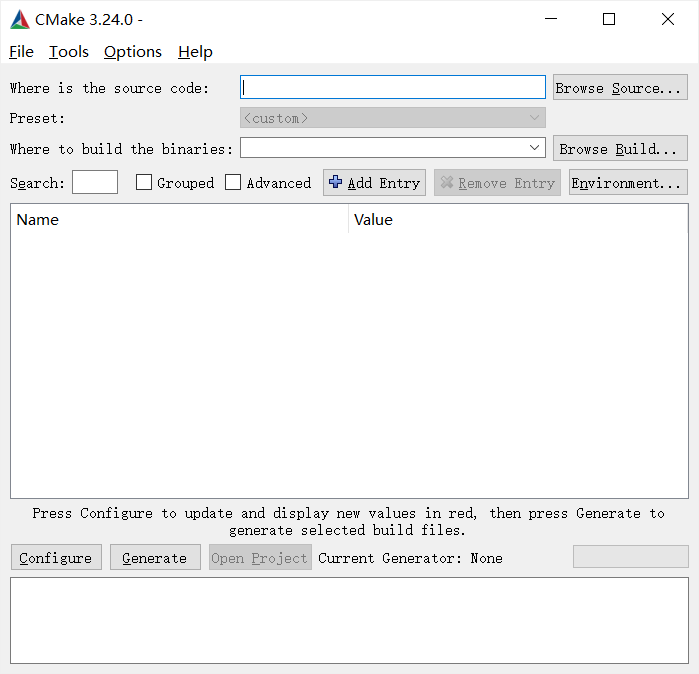 CMake 3.24.0 -
File Tools Options Help
Where is the source code: Browse Source...
Preset: <custom>
Where to build the binaries: Browse Build...
Search: Grouped Advanced Add Entry Remove Entry Environment...
Name Value
Press Configure to update and display new values in red, then press Generate to
generate selected build files.
Configure Generate Open Project Current Generator: None